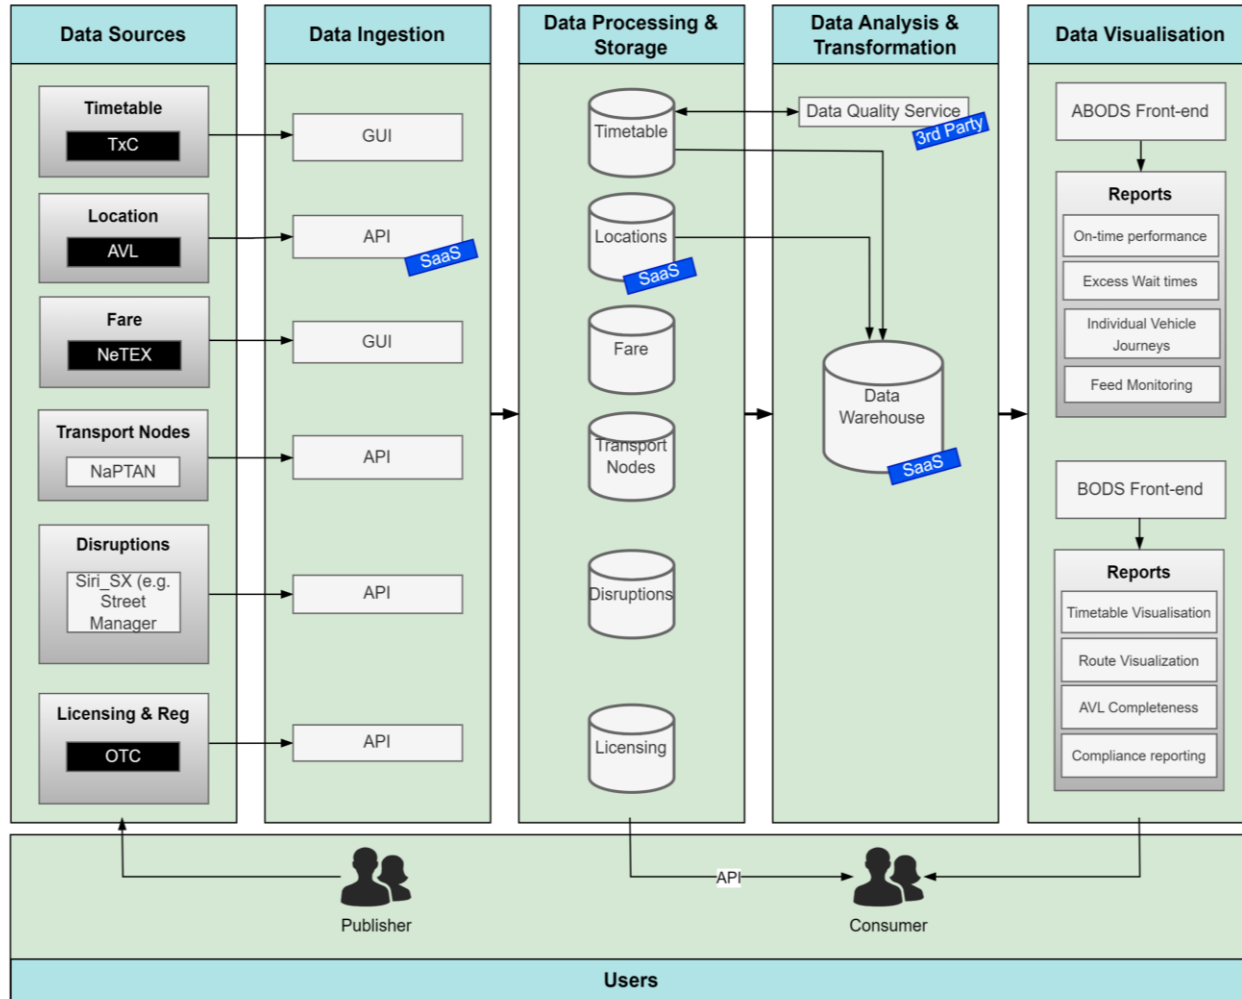 Data Sources
Data Ingestion
Data Processing &
Storage
Data Analysis &
Transformation
Data Visualisation
Timetable
TxC
Location
AVL
Fare
NeTEX
Transport Nodes
NaPTAN
Disruptions
Siri_SX (e.g.
Street
Manager
Licensing & Reg
OTC
GUI
API
SaaS
GUI
API
API
API
Timetable
Locations
SaaS
Fare
Transport
Nodes
Disruptions
Licensing
Data Quality Service
3rd Party
Data
Warehouse
SaaS
ABODS Front-end
Reports
On-time performance
Excess Wait times
Individual Vehicle
Journeys
Feed Monitoring
BODS Front-end
Reports
Timetable Visualisation
Route Visualization
AVL Completeness
Compliance reporting
Publisher
API
Consumer
Users